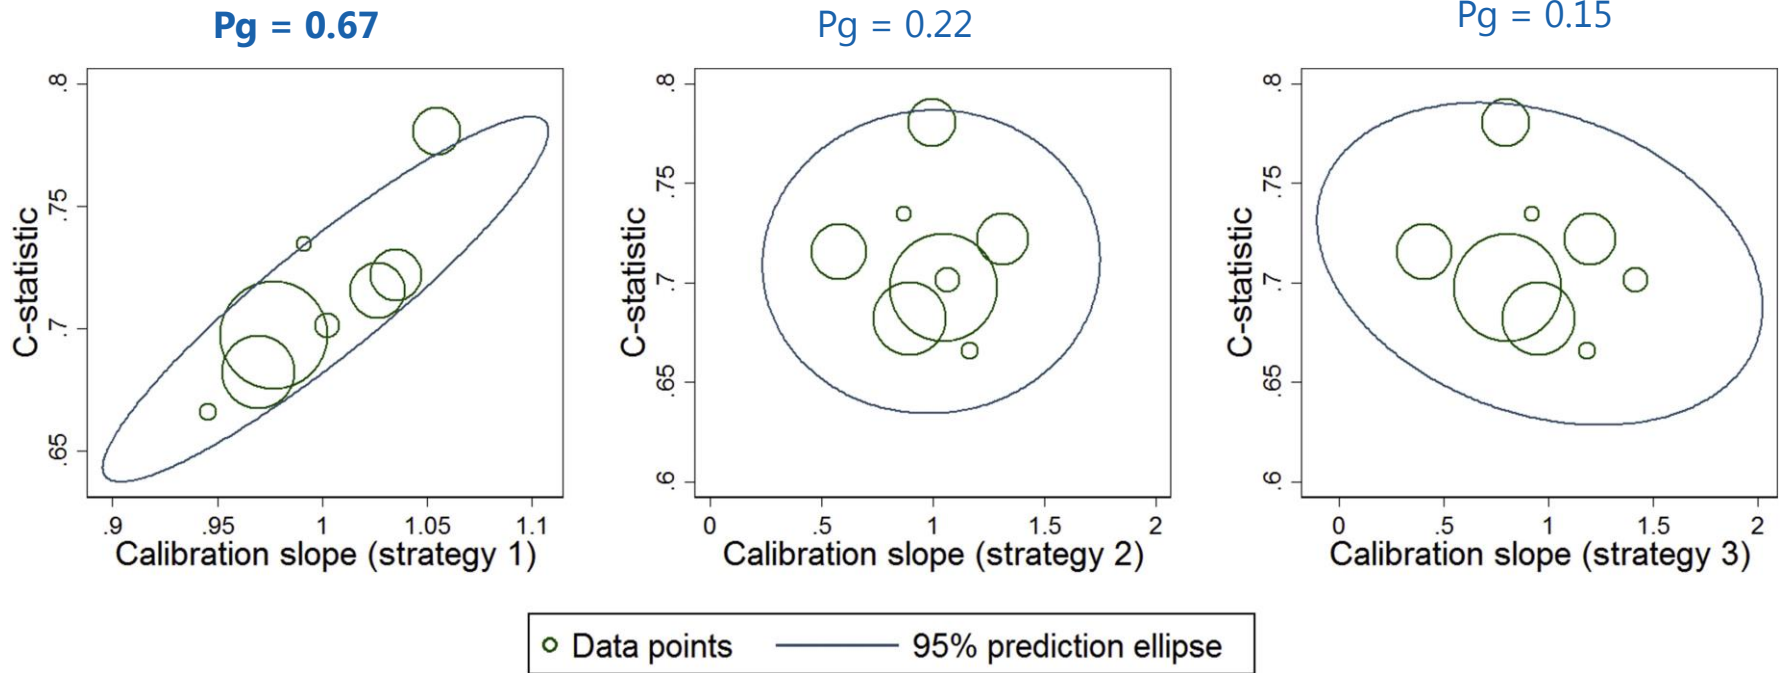 Pg = 0.67
Pg = 0.22
Pg = 0.15
C-statistic
.8
.75
.7
.65
.9 .95 1 1.05 1.1
Calibration slope (strategy 1)
C-statistic
.8
.75
.7
.65
.6
0 .5 1 1.5 2
Calibration slope (strategy 2)
C-statistic
.8
.75
.7
.65
.6
0 .5 1 1.5 2
Calibration slope (strategy 3)
Data points 95% prediction ellipse